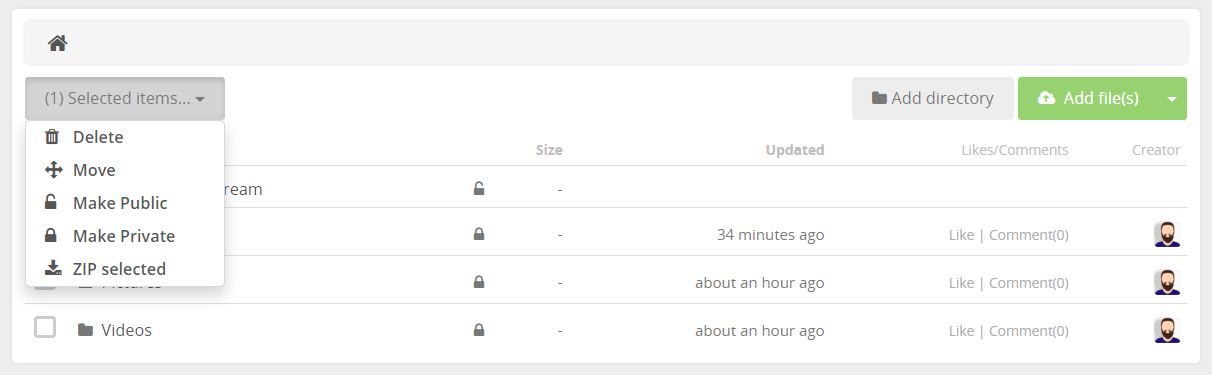 (1) Selected items...
Add directory
Add file(s)
Delete
Move
Make Public
Make Private
ZIP selected
Size Updated Likes/Comments Creator
ream -
- 34 minutes ago Like | Comment(0)
Pictures - about an hour ago Like | Comment(0)
Videos - about an hour ago Like | Comment(0)